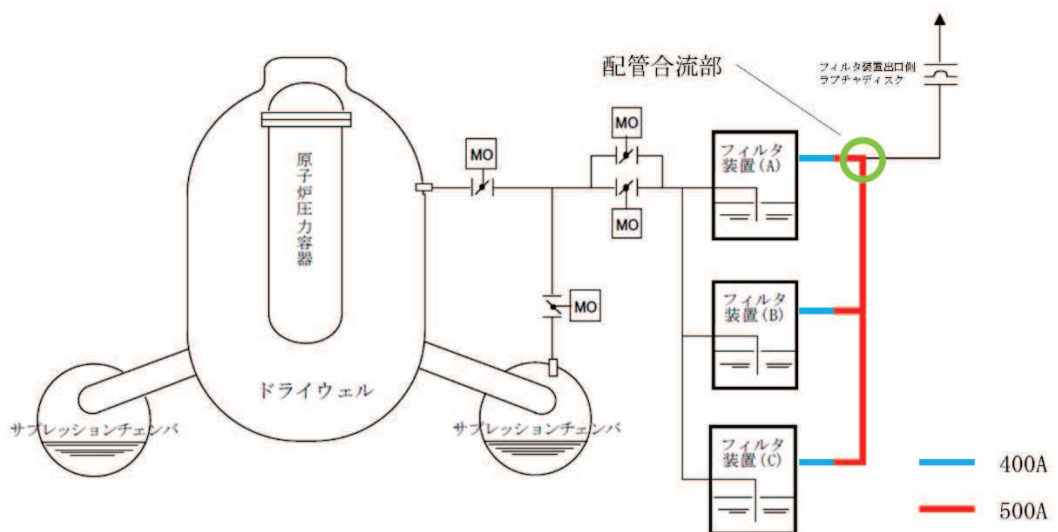 配管合流部
フィルタ装置出口側
ラプチャディスク
MO
MO
MO
MO
原子炉圧力容器
ドライウェル
サプレッションチェンバ
サプレッションチェンバ
フィルタ
装置(A)
フィルタ
装置(B)
フィルタ
装置(C)
400A
500A